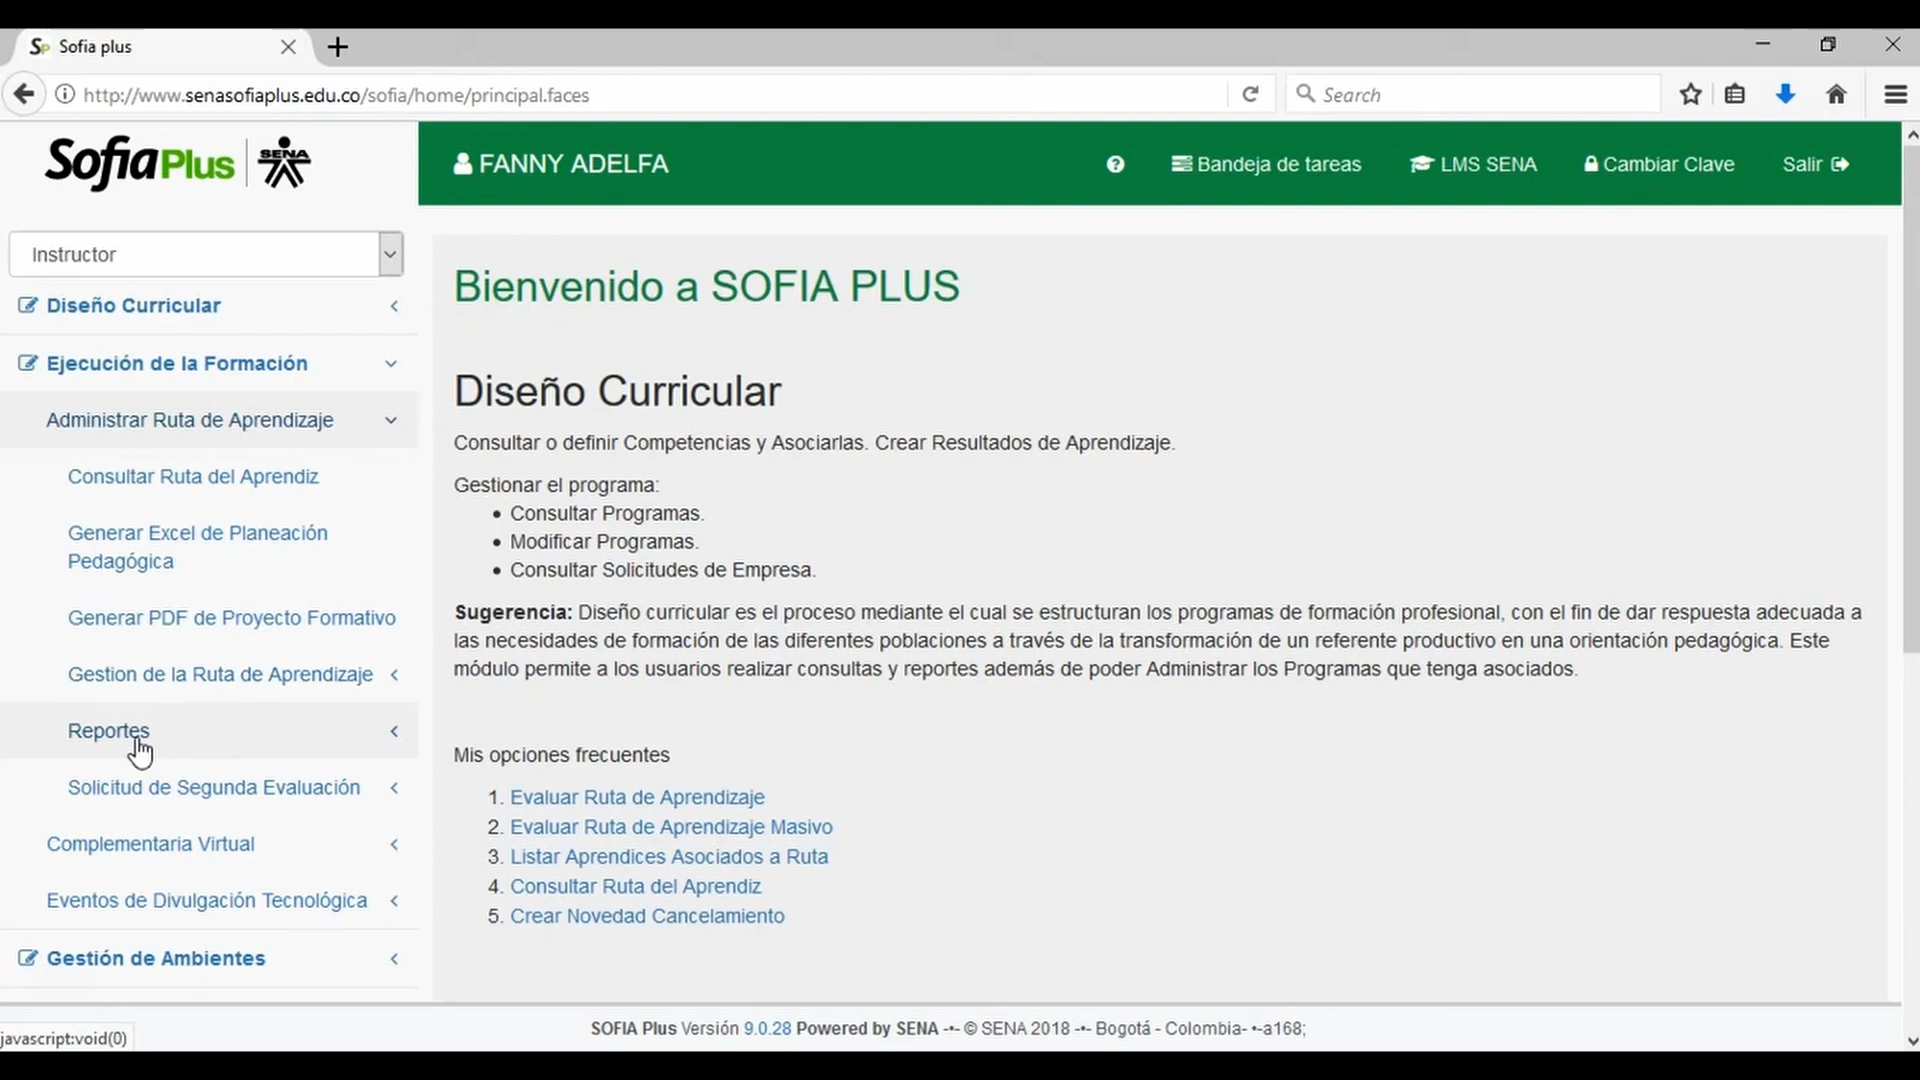 Sofia plus
http://www.senasofiaplus.edu.co/sofia/home/principal.faces
Search
SofiaPlus SENA
FANNY ADELFA
Bandeja de tareas
LMS SENA
Cambiar Clave
Salir
Instructor
Diseño Curricular
Ejecución de la Formación
Administrar Ruta de Aprendizaje
Consultar Ruta del Aprendiz
Generar Excel de Planeación
Pedagógica
Generar PDF de Proyecto Formativo
Gestion de la Ruta de Aprendizaje
Reportes
Solicitud de Segunda Evaluación
Complementaria Virtual
Eventos de Divulgación Tecnológica
Gestión de Ambientes
Bienvenido a SOFIA PLUS
Diseño Curricular
Consultar o definir Competencias y Asociarlas. Crear Resultados de Aprendizaje.
Gestionar el programa:
• Consultar Programas.
• Modificar Programas.
• Consultar Solicitudes de Empresa.
Sugerencia: Diseño curricular es el proceso mediante el cual se estructuran los programas de formación profesional, con el fin de dar respuesta adecuada a
las necesidades de formación de las diferentes poblaciones a través de la transformación de un referente productivo en una orientación pedagógica. Este
módulo permite a los usuarios realizar consultas y reportes además de poder Administrar los Programas que tenga asociados.
Mis opciones frecuentes
1. Evaluar Ruta de Aprendizaje
2. Evaluar Ruta de Aprendizaje Masivo
3. Listar Aprendices Asociados a Ruta
4. Consultar Ruta del Aprendiz
5. Crear Novedad Cancelamiento
SOFIA Plus Versión 9.0.28 Powered by SENA -•- © SENA 2018 -•- Bogotá - Colombia- •-a168;
javascript:void(0)